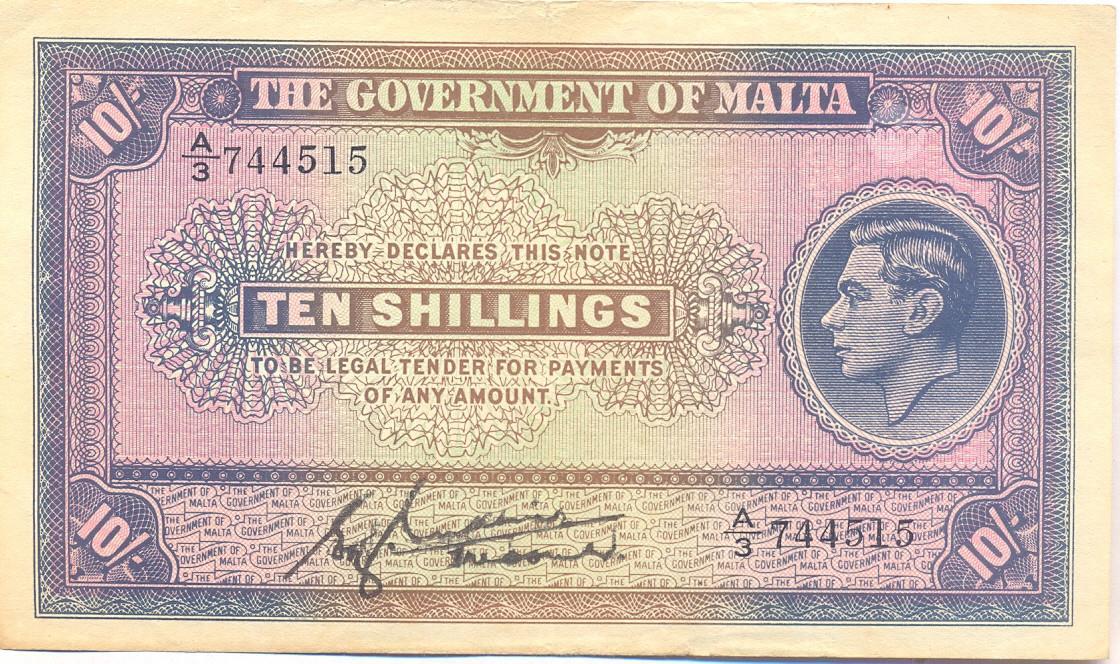 THE GOVERNMENT OF MALTA
10/-
10/-
A/3 744515
HEREBY DECLARES THIS NOTE
TEN SHILLINGS
TO BE LEGAL TENDER FOR PAYMENTS
OF ANY AMOUNT.
A/3 744515
10/-
10/-